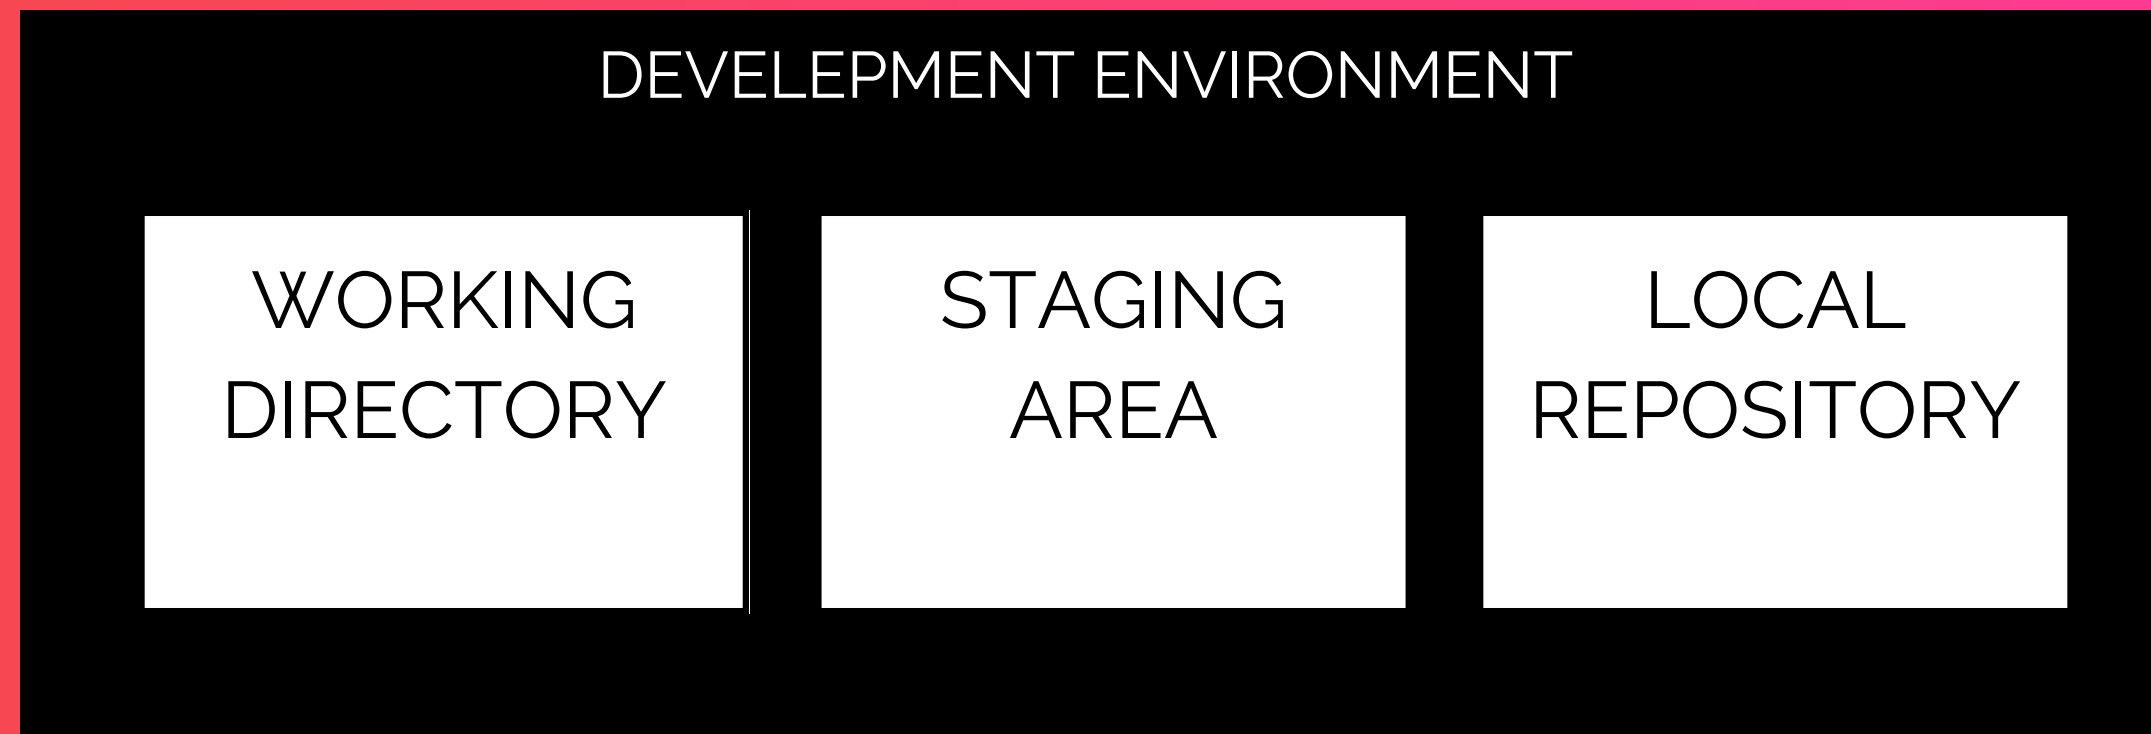 DEVELEPMENT ENVIRONMENT
WORKING
DIRECTORY
STAGING
AREA
LOCAL
REPOSITORY